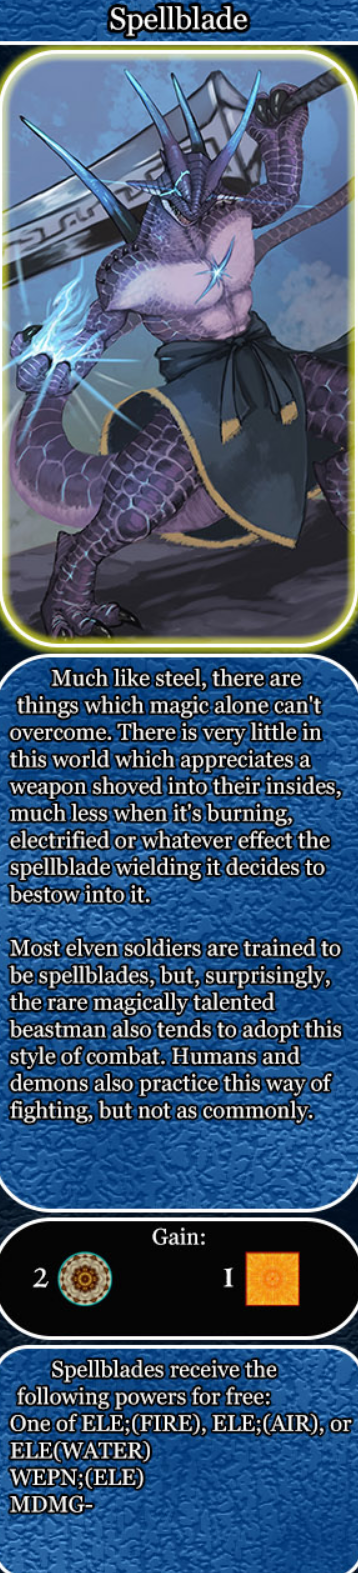 Spellblade
Much like steel, there are
things which magic alone can't
overcome. There is very little in
this world which appreciates a
weapon shoved into their insides,
much less when it's burning,
electrified or whatever effect the
spellblade wielding it decides to
bestow into it.
Most elven soldiers are trained to
be spellblades, but, surprisingly,
the rare magically talented
beastman also tends to adopt this
style of combat. Humans and
demons also practice this way of
fighting, but not as commonly.
Gain:
2 1
Spellblades receive the
following powers for free:
One of ELE;(FIRE), ELE;(AIR), or
ELE(WATER)
WEPN;(ELE)
MDMG-